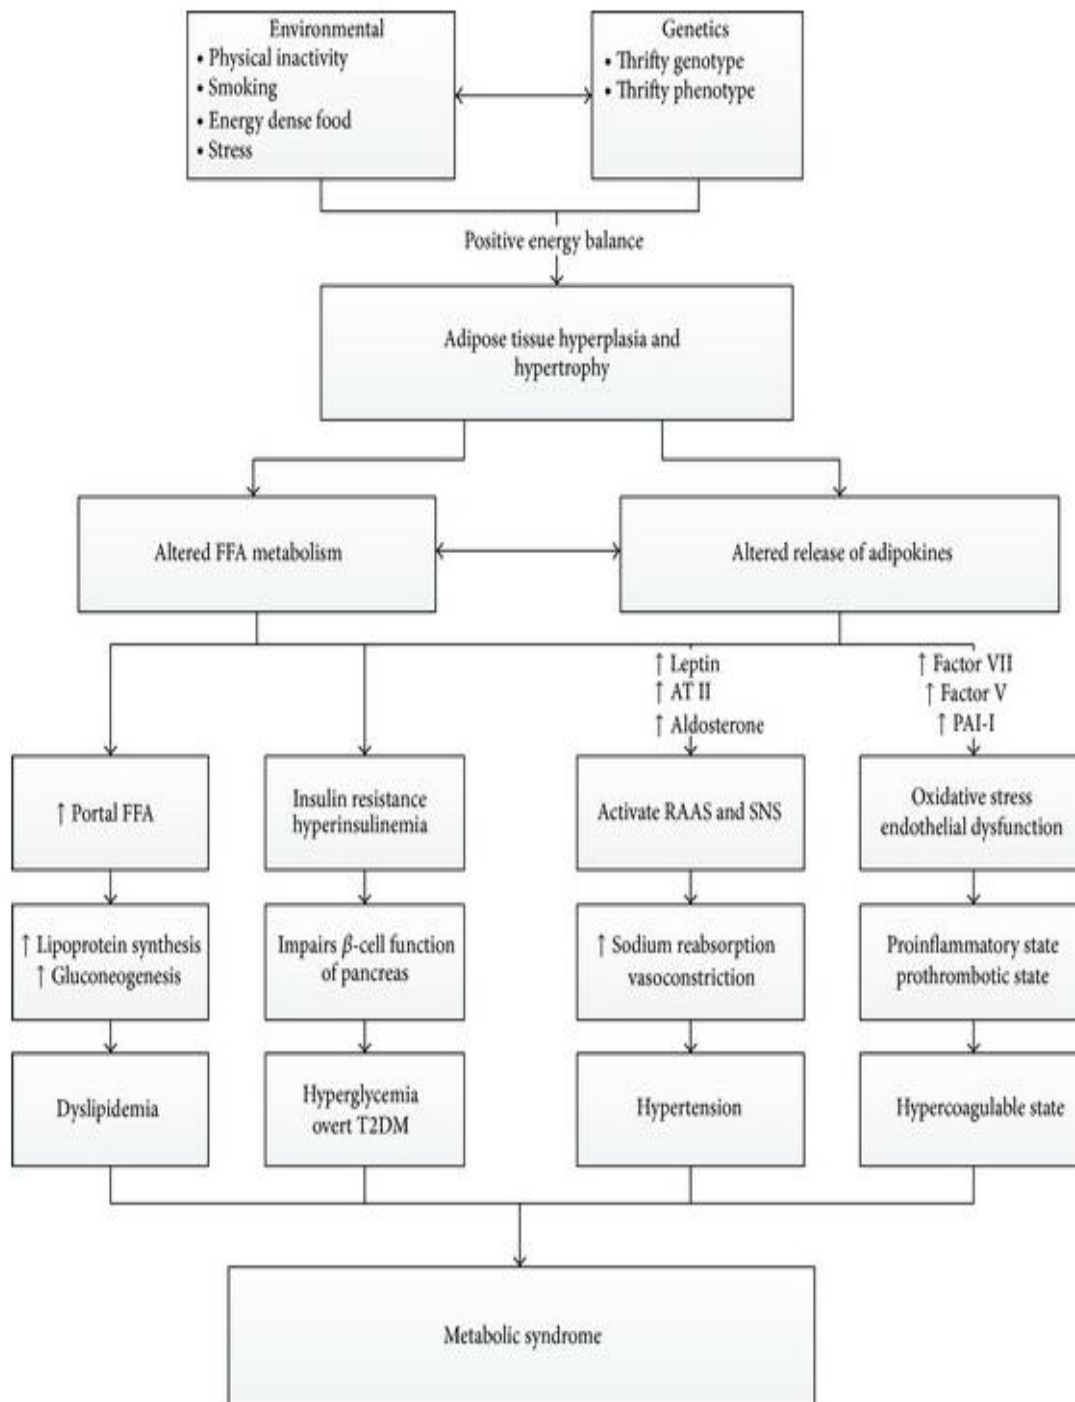 Environmental
• Physical inactivity
• Smoking
• Energy dense food
• Stress
Genetics
• Thrifty genotype
• Thrifty phenotype
Positive energy balance
Adipose tissue hyperplasia and
hypertrophy
Altered FFA metabolism
Altered release of adipokines
↑ Leptin
↑ AT II
↑ Aldosterone
↑ Factor VII
↑ Factor V
↑ PAI-I
↑ Portal FFA
Insulin resistance
hyperinsulinemia
Activate RAAS and SNS
Oxidative stress
endothelial dysfunction
↑ Lipoprotein synthesis
↑ Gluconeogenesis
Impairs β-cell function
of pancreas
↑ Sodium reabsorption
vasoconstriction
Proinflammatory state
prothrombotic state
Dyslipidemia
Hyperglycemia
overt T2DM
Hypertension
Hypercoagulable state
Metabolic syndrome